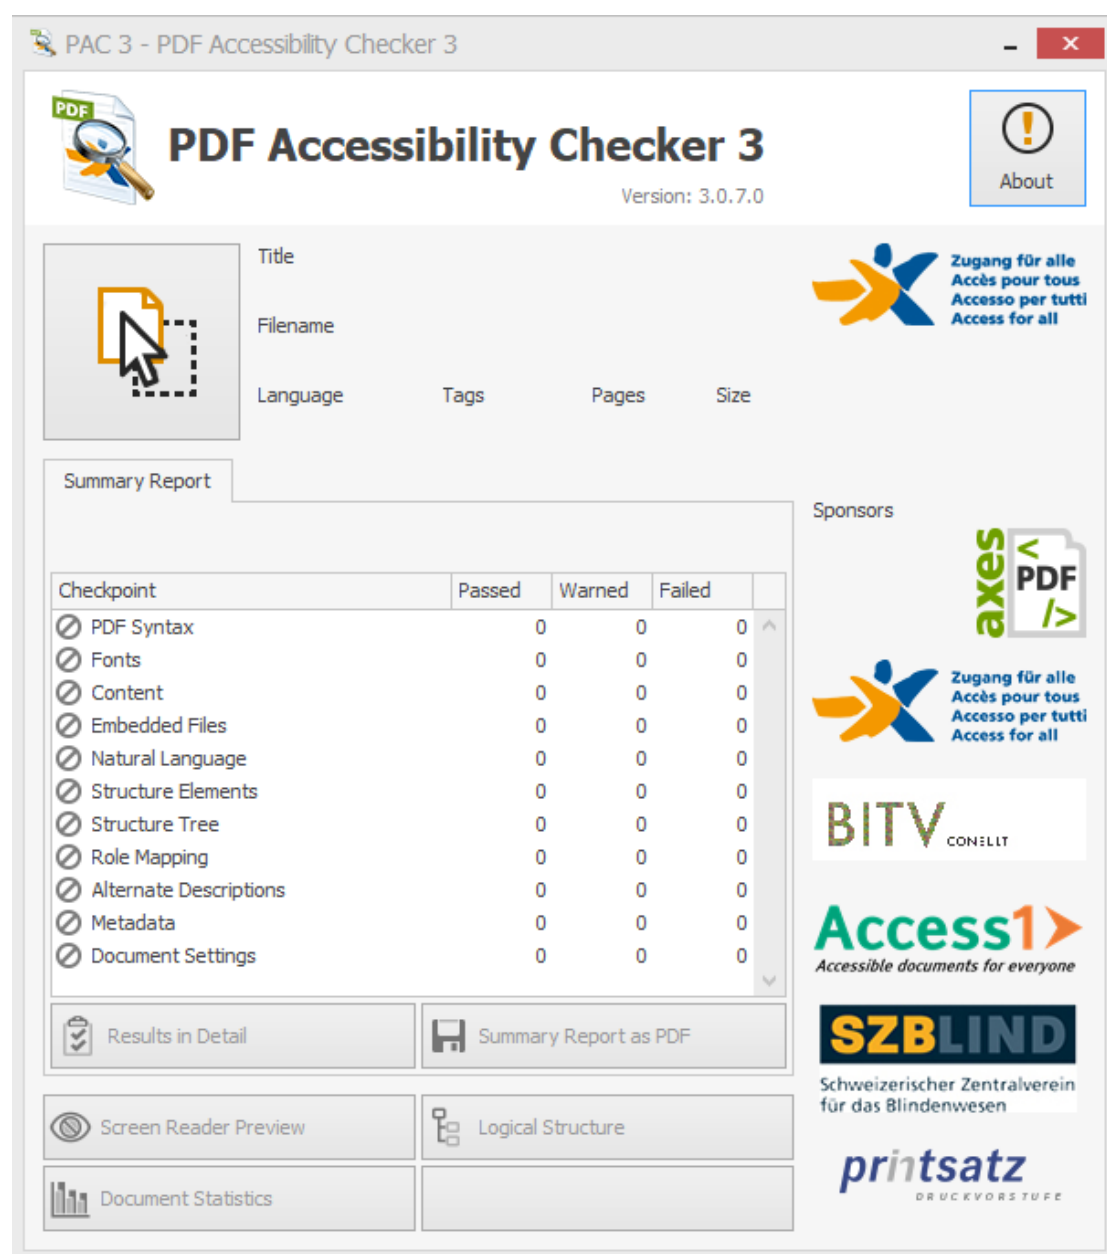 PAC 3 - PDF Accessibility Checker 3
PDF
PDF Accessibility Checker 3
Version: 3.0.7.0
About
Title
Filename
Language Tags Pages Size
Zugang für alle
Accès pour tous
Accesso per tutti
Access for all
Summary Report
Checkpoint Passed Warned Failed
PDF Syntax 0 0 0
Fonts 0 0 0
Content 0 0 0
Embedded Files 0 0 0
Natural Language 0 0 0
Structure Elements 0 0 0
Structure Tree 0 0 0
Role Mapping 0 0 0
Alternate Descriptions 0 0 0
Metadata 0 0 0
Document Settings 0 0 0
Results in Detail Summary Report as PDF
Screen Reader Preview Logical Structure
Document Statistics
Sponsors
axes
<
PDF
/>
Zugang für alle
Accès pour tous
Accesso per tutti
Access for all
BITV
Access1
Accessible documents for everyone
SZBLIND
Schweizerischer Zentralverein
für das Blindenwesen
printsatz
DRUCKVORSTUFE